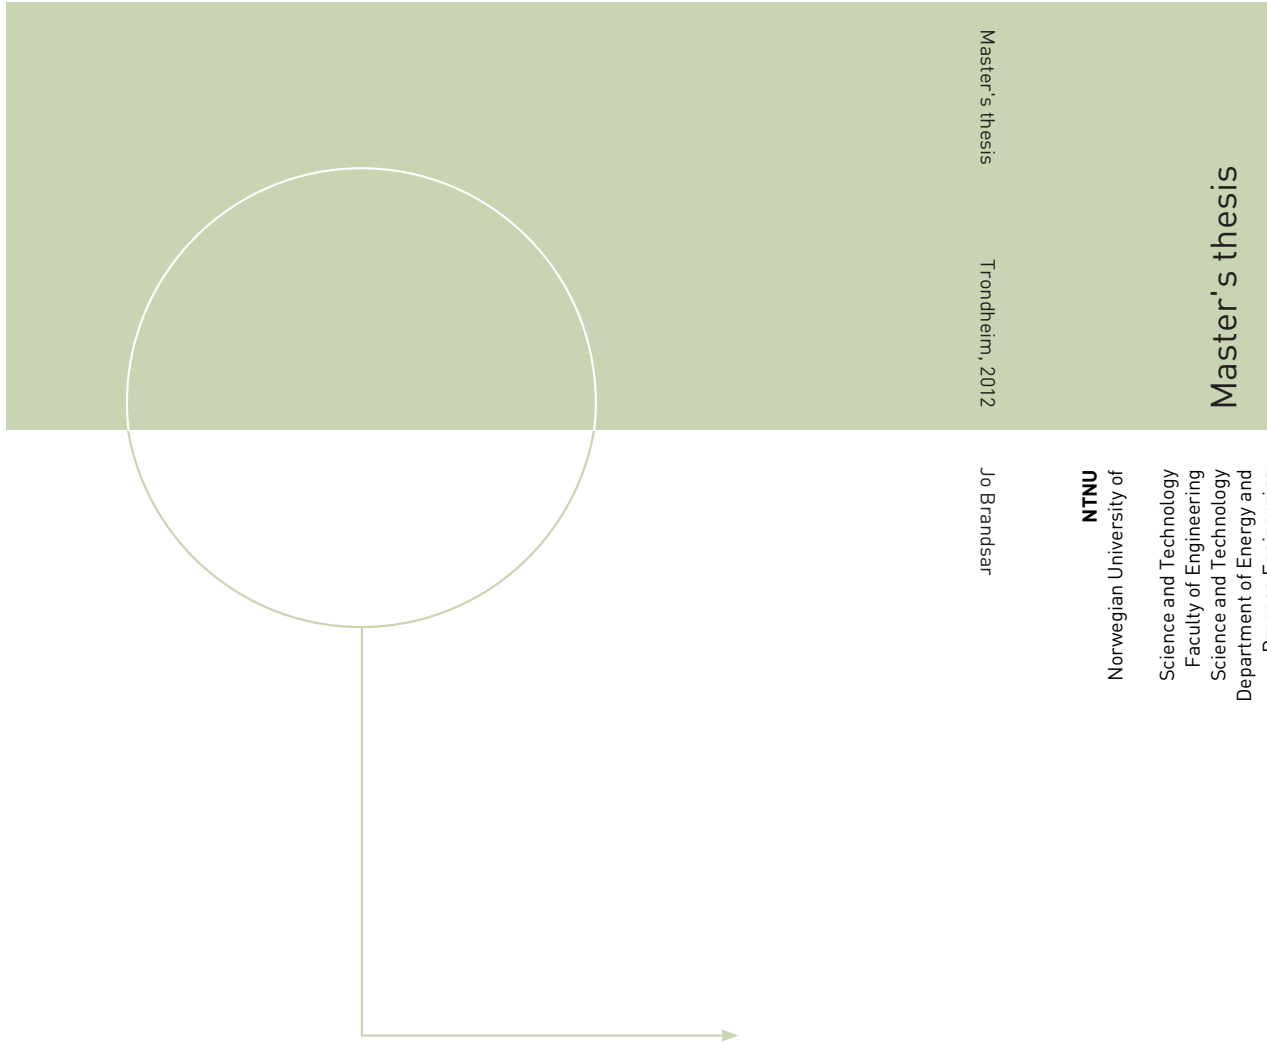 Master's thesis
Trondheim, 2012
Jo Brandsar
NTNU
Norwegian University of
Science and Technology
Faculty of Engineering
Science and Technology
Department of Energy and
Master's thesis